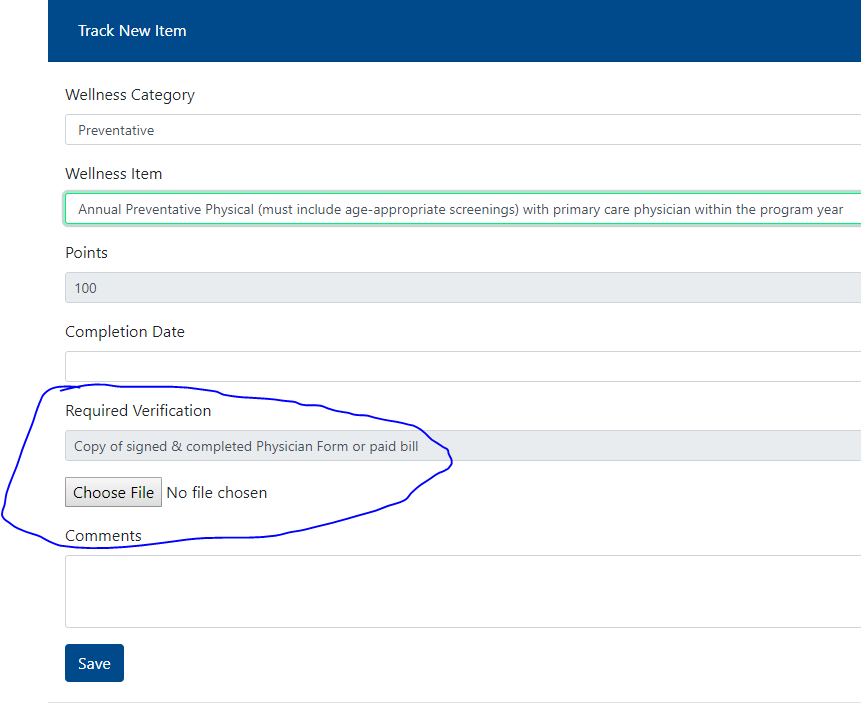 Track New Item
Wellness Category
Preventative
Wellness Item
Annual Preventative Physical (must include age-appropriate screenings) with primary care physician within the program year
Points
100
Completion Date
Required Verification
Copy of signed & completed Physician Form or paid bill
Choose File No file chosen
Comments
Save